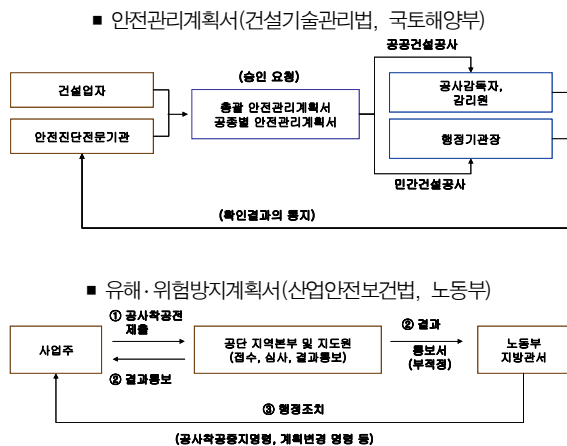 ■ 안전관리계획서(건설기술관리법, 국토해양부)
공공건설공사
(승인 요청)
건설업자
안전진단전문기관
총괄 안전관리계획서
공종별 안전관리계획서
공사감독자,
감리원
행정기관장
민간건설공사
(확인결과의 통지)
■ 유해·위험방지계획서(산업안전보건법, 노동부)
① 공사착공전
제출
② 결과
사업주
공단 지역본부 및 지도원
(접수, 심사, 결과통보)
통보서
(부적정)
노동부
지방관서
② 결과통보
③ 행정조치
(공사착공중지명령, 계획변경 명령 등)